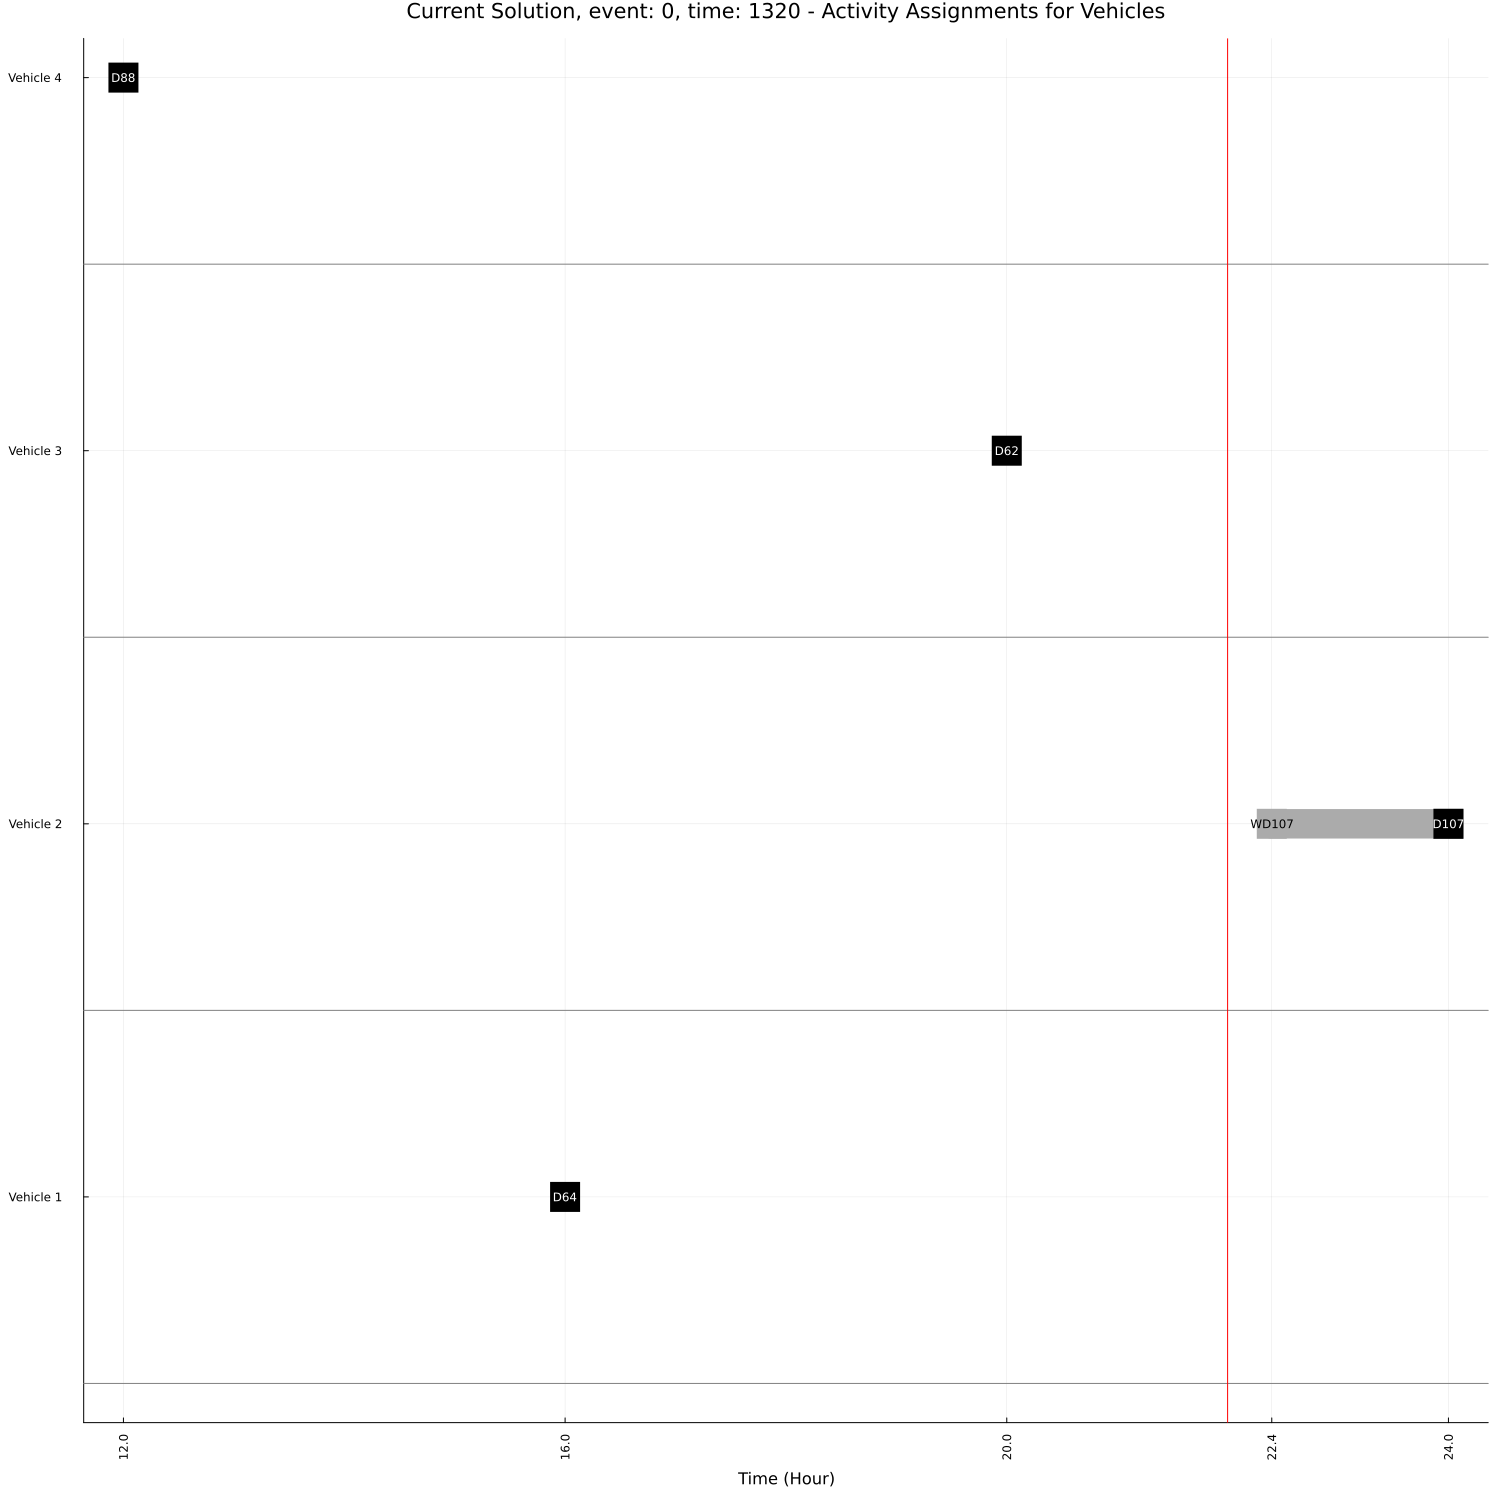 Current Solution, event: 0, time: 1320 - Activity Assignments for Vehicles
Vehicle 4
D88
Vehicle 3
D62
Vehicle 2
WD107
D107
Vehicle 1
D64
12.0
16.0
20.0
22.4
24.0
Time (Hour)